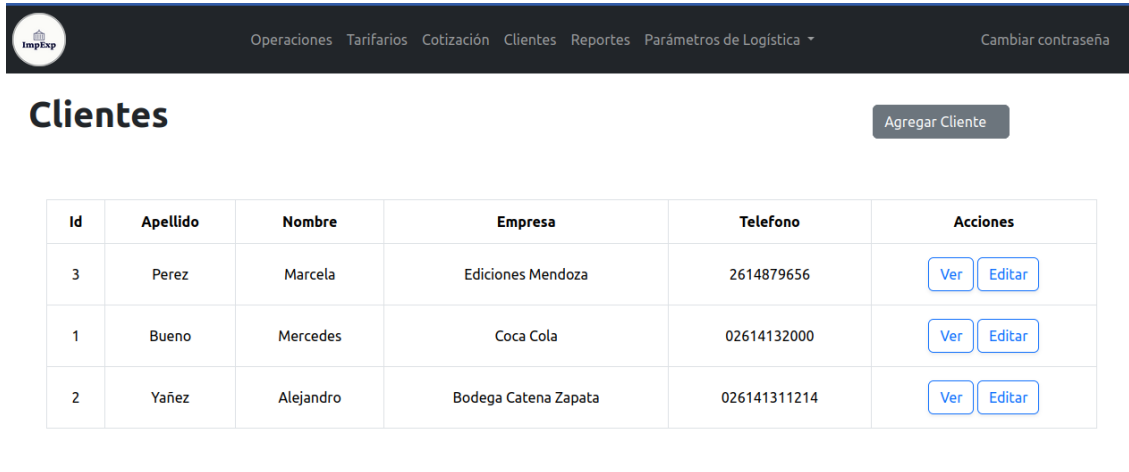 ImpExp
Operaciones Tarifarios Cotización Clientes Reportes Parámetros de Logística Cambiar contraseña
Clientes
Agregar Cliente
Id Apellido Nombre Empresa Telefono Acciones
3 Perez Marcela Ediciones Mendoza 2614879656 Ver Editar
1 Bueno Mercedes Coca Cola 02614132000 Ver Editar
2 Yañez Alejandro Bodega Catena Zapata 026141311214 Ver Editar